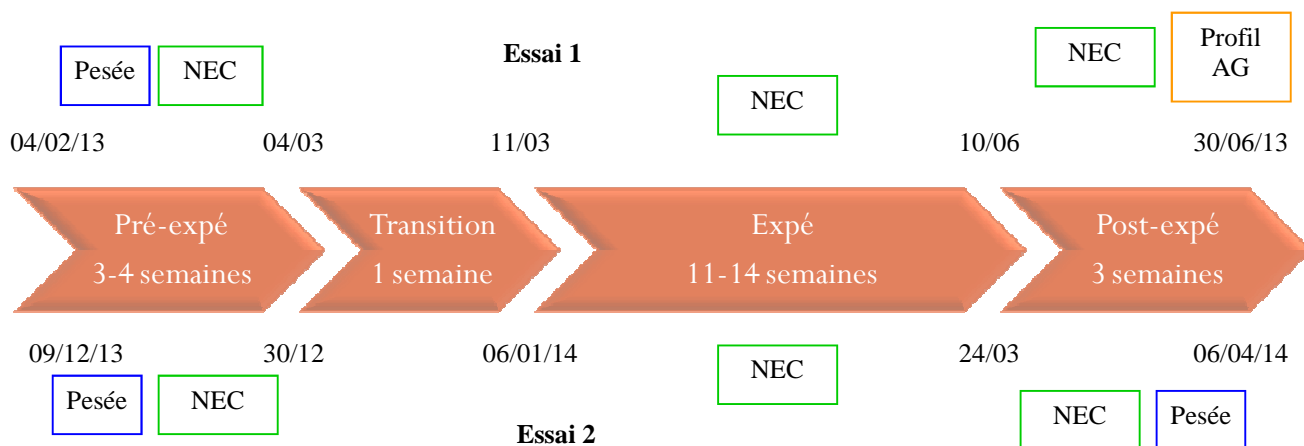 Essai 1
Pesée
NEC
NEC
NEC
Profil
AG
04/02/13
04/03
11/03
10/06
30/06/13
Pré-expé
3-4 semaines
Transition
1 semaine
Expé
11-14 semaines
Post-expé
3 semaines
09/12/13
30/12
06/01/14
24/03
06/04/14
Pesée
NEC
NEC
NEC
Pesée
Essai 2